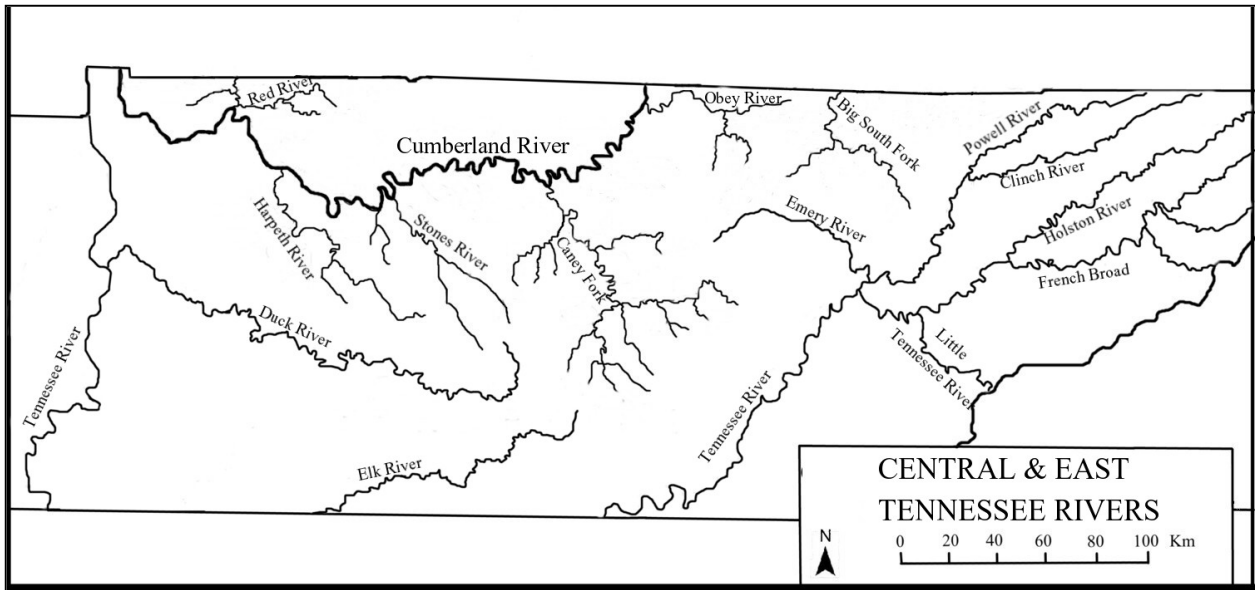 Red River
Obey River
Big South Fork
Powell River
Cumberland River
Clinch River
Harpeth River
Stones River
Emery River
Holston River
Caney Fork
French Broad
Duck River
Tennessee River
Little
Tennessee River
Tennessee River
Elk River
CENTRAL & EAST
TENNESSEE RIVERS
N
0 20 40 60 80 100 Km